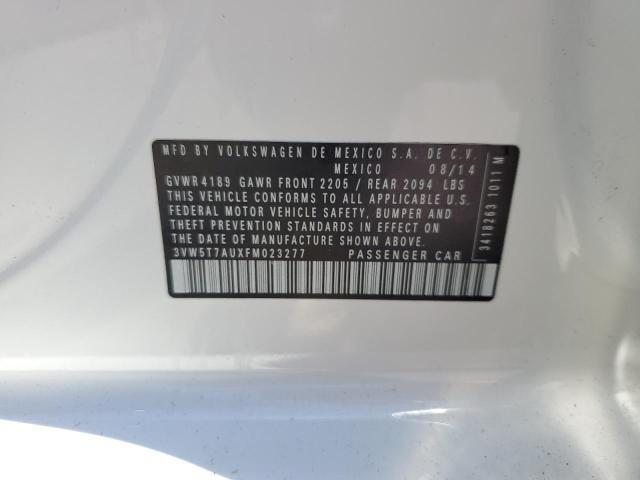 MFD BY VOLKSWAGEN DE MEXICO S.A. DE C.V.
MEXICO 08/14
GVWR 4189 GAWR FRONT 2205 / REAR 2094 LBS
THIS VEHICLE CONFORMS TO ALL APPLICABLE U.S.
FEDERAL MOTOR VEHICLE SAFETY, BUMPER AND
THEFT PREVENTION STANDARDS IN EFFECT ON
DATE OF MANUFACTURE SHOWN ABOVE.
3VW5T7AUXFM023277 PASSENGER CAR
3418263 1011 M